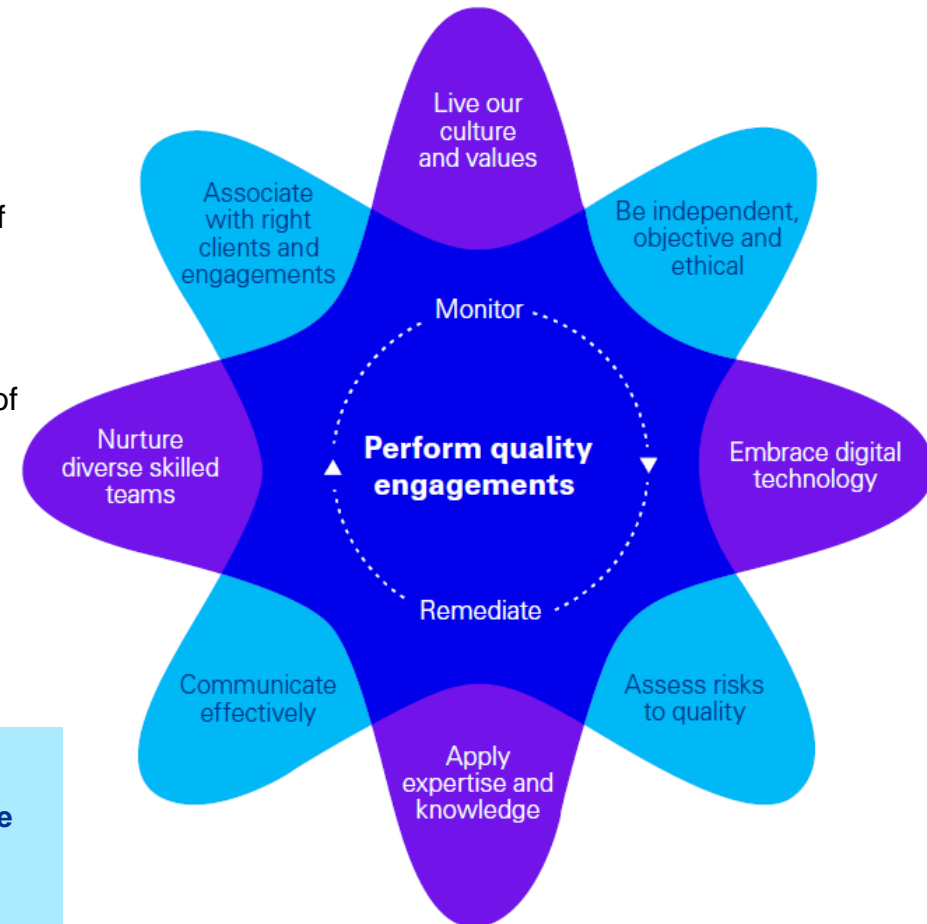 f
of
e
Live our
culture
and values
Be independent,
objective and
ethical
Embrace digital
technology
Assess risks
to quality
Apply
expertise and
knowledge
Communicate
effectively
Nurture
diverse skilled
teams
Associate
with right
clients and
engagements
Monitor
Perform quality
engagements
Remediate